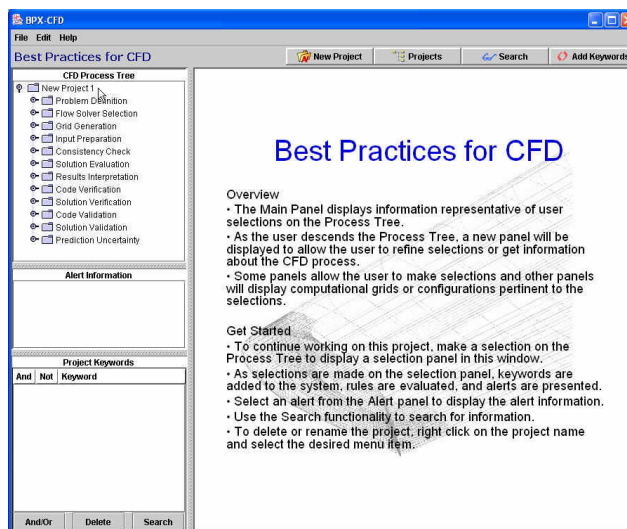 BPX-CFD
File Edit Help
Best Practices for CFD
New Project
Projects
Search
Add Keywords
CFD Process Tree
New Project 1
Problem Definition
Flow Solver Selection
Grid Generation
Input Preparation
Consistency Check
Solution Evaluation
Results Interpretation
Code Verification
Solution Verification
Code Validation
Solution Validation
Prediction Uncertainty
Alert Information
Project Keywords
And Not Keyword
And/Or Delete Search
Best Practices for CFD
Overview
• The Main Panel displays information representative of user
selections on the Process Tree.
• As the user descends the Process Tree, a new panel will be
displayed to allow the user to refine selections or get information
about the CFD process.
• Some panels allow the user to make selections and other panels
will display computational grids or configurations pertinent to the
selections.
Get Started
• To continue working on this project, make a selection on the
Process Tree to display a selection panel in this window.
• As selections are made on the selection panel, keywords are
added to the system, rules are evaluated, and alerts are presented.
• Select an alert from the Alert panel to display the alert information.
• Use the Search functionality to search for information.
• To delete or rename the project, right click on the project name
and select the desired menu item.